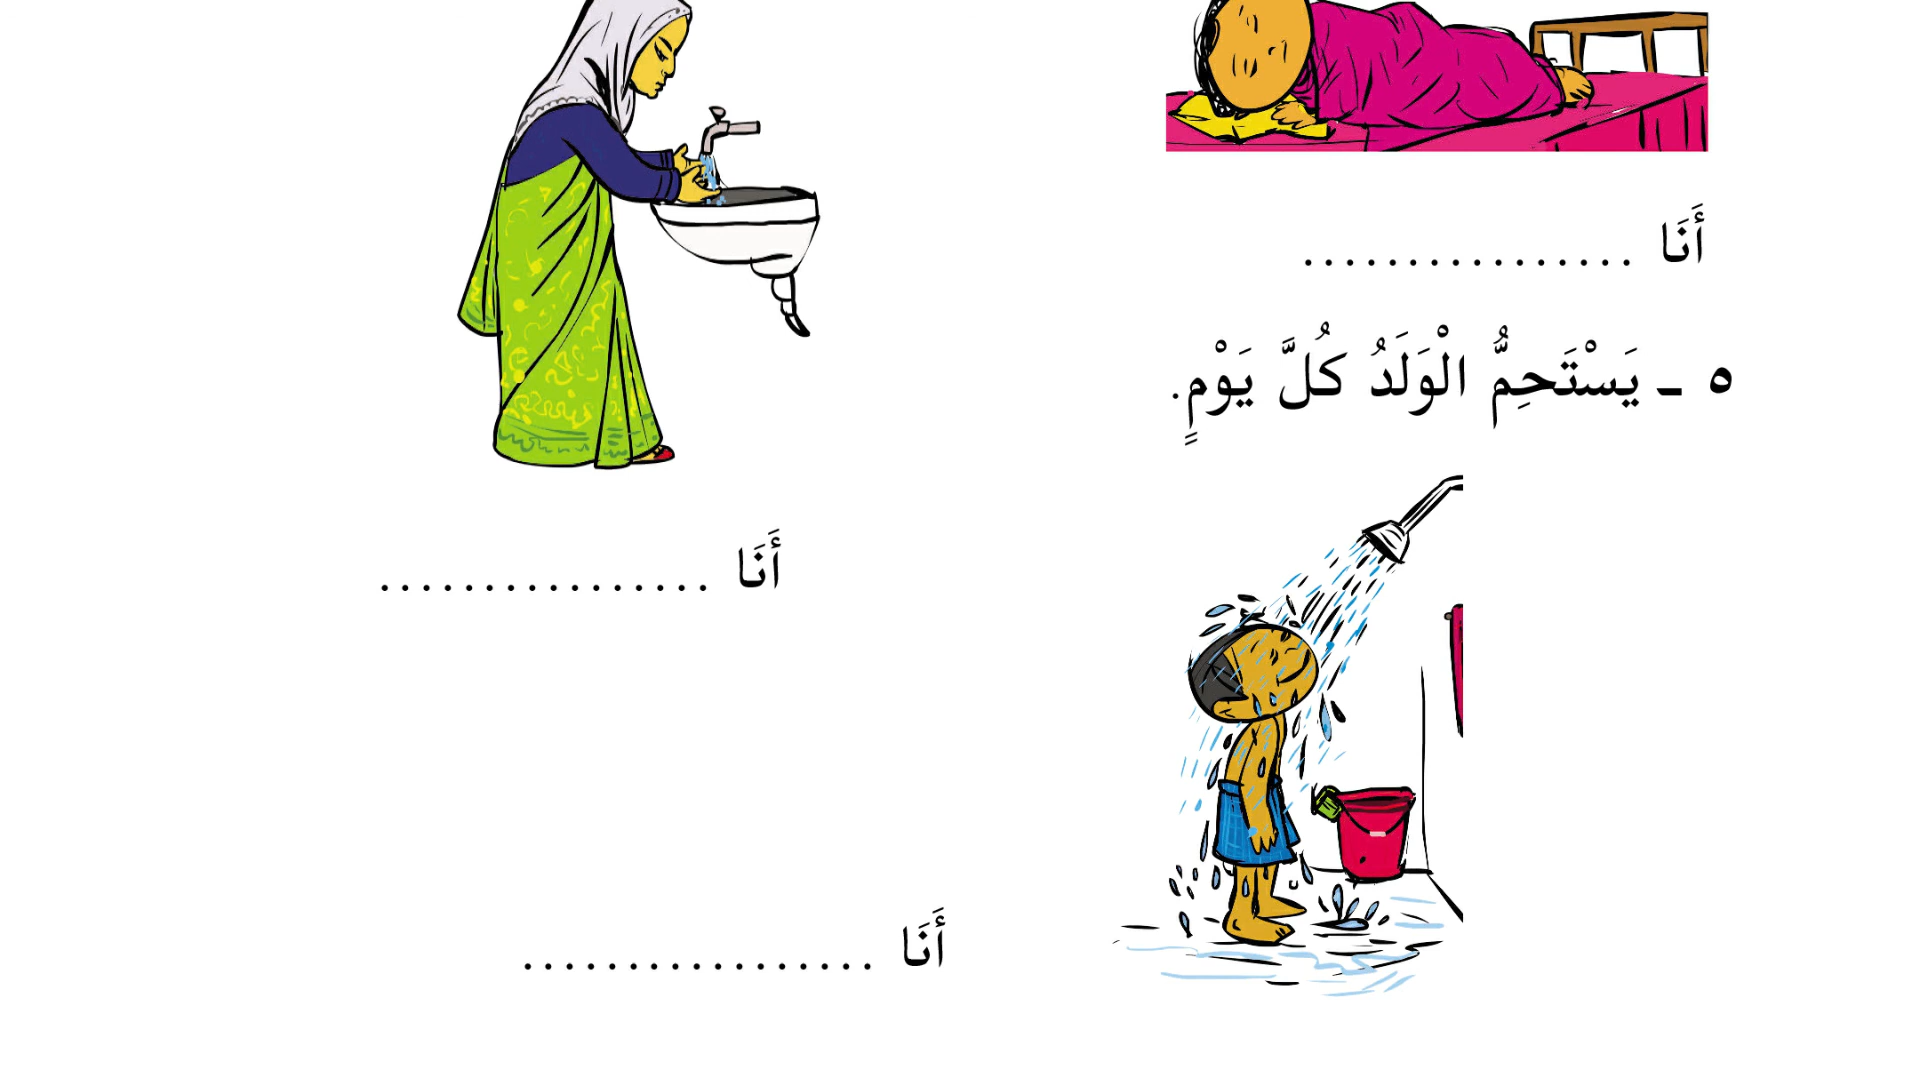 أَنَا ................
أَنَا ................
٥ ـ يَسْتَحِمُّ الْوَلَدُ كُلَّ يَوْمٍ.
أَنَا .................